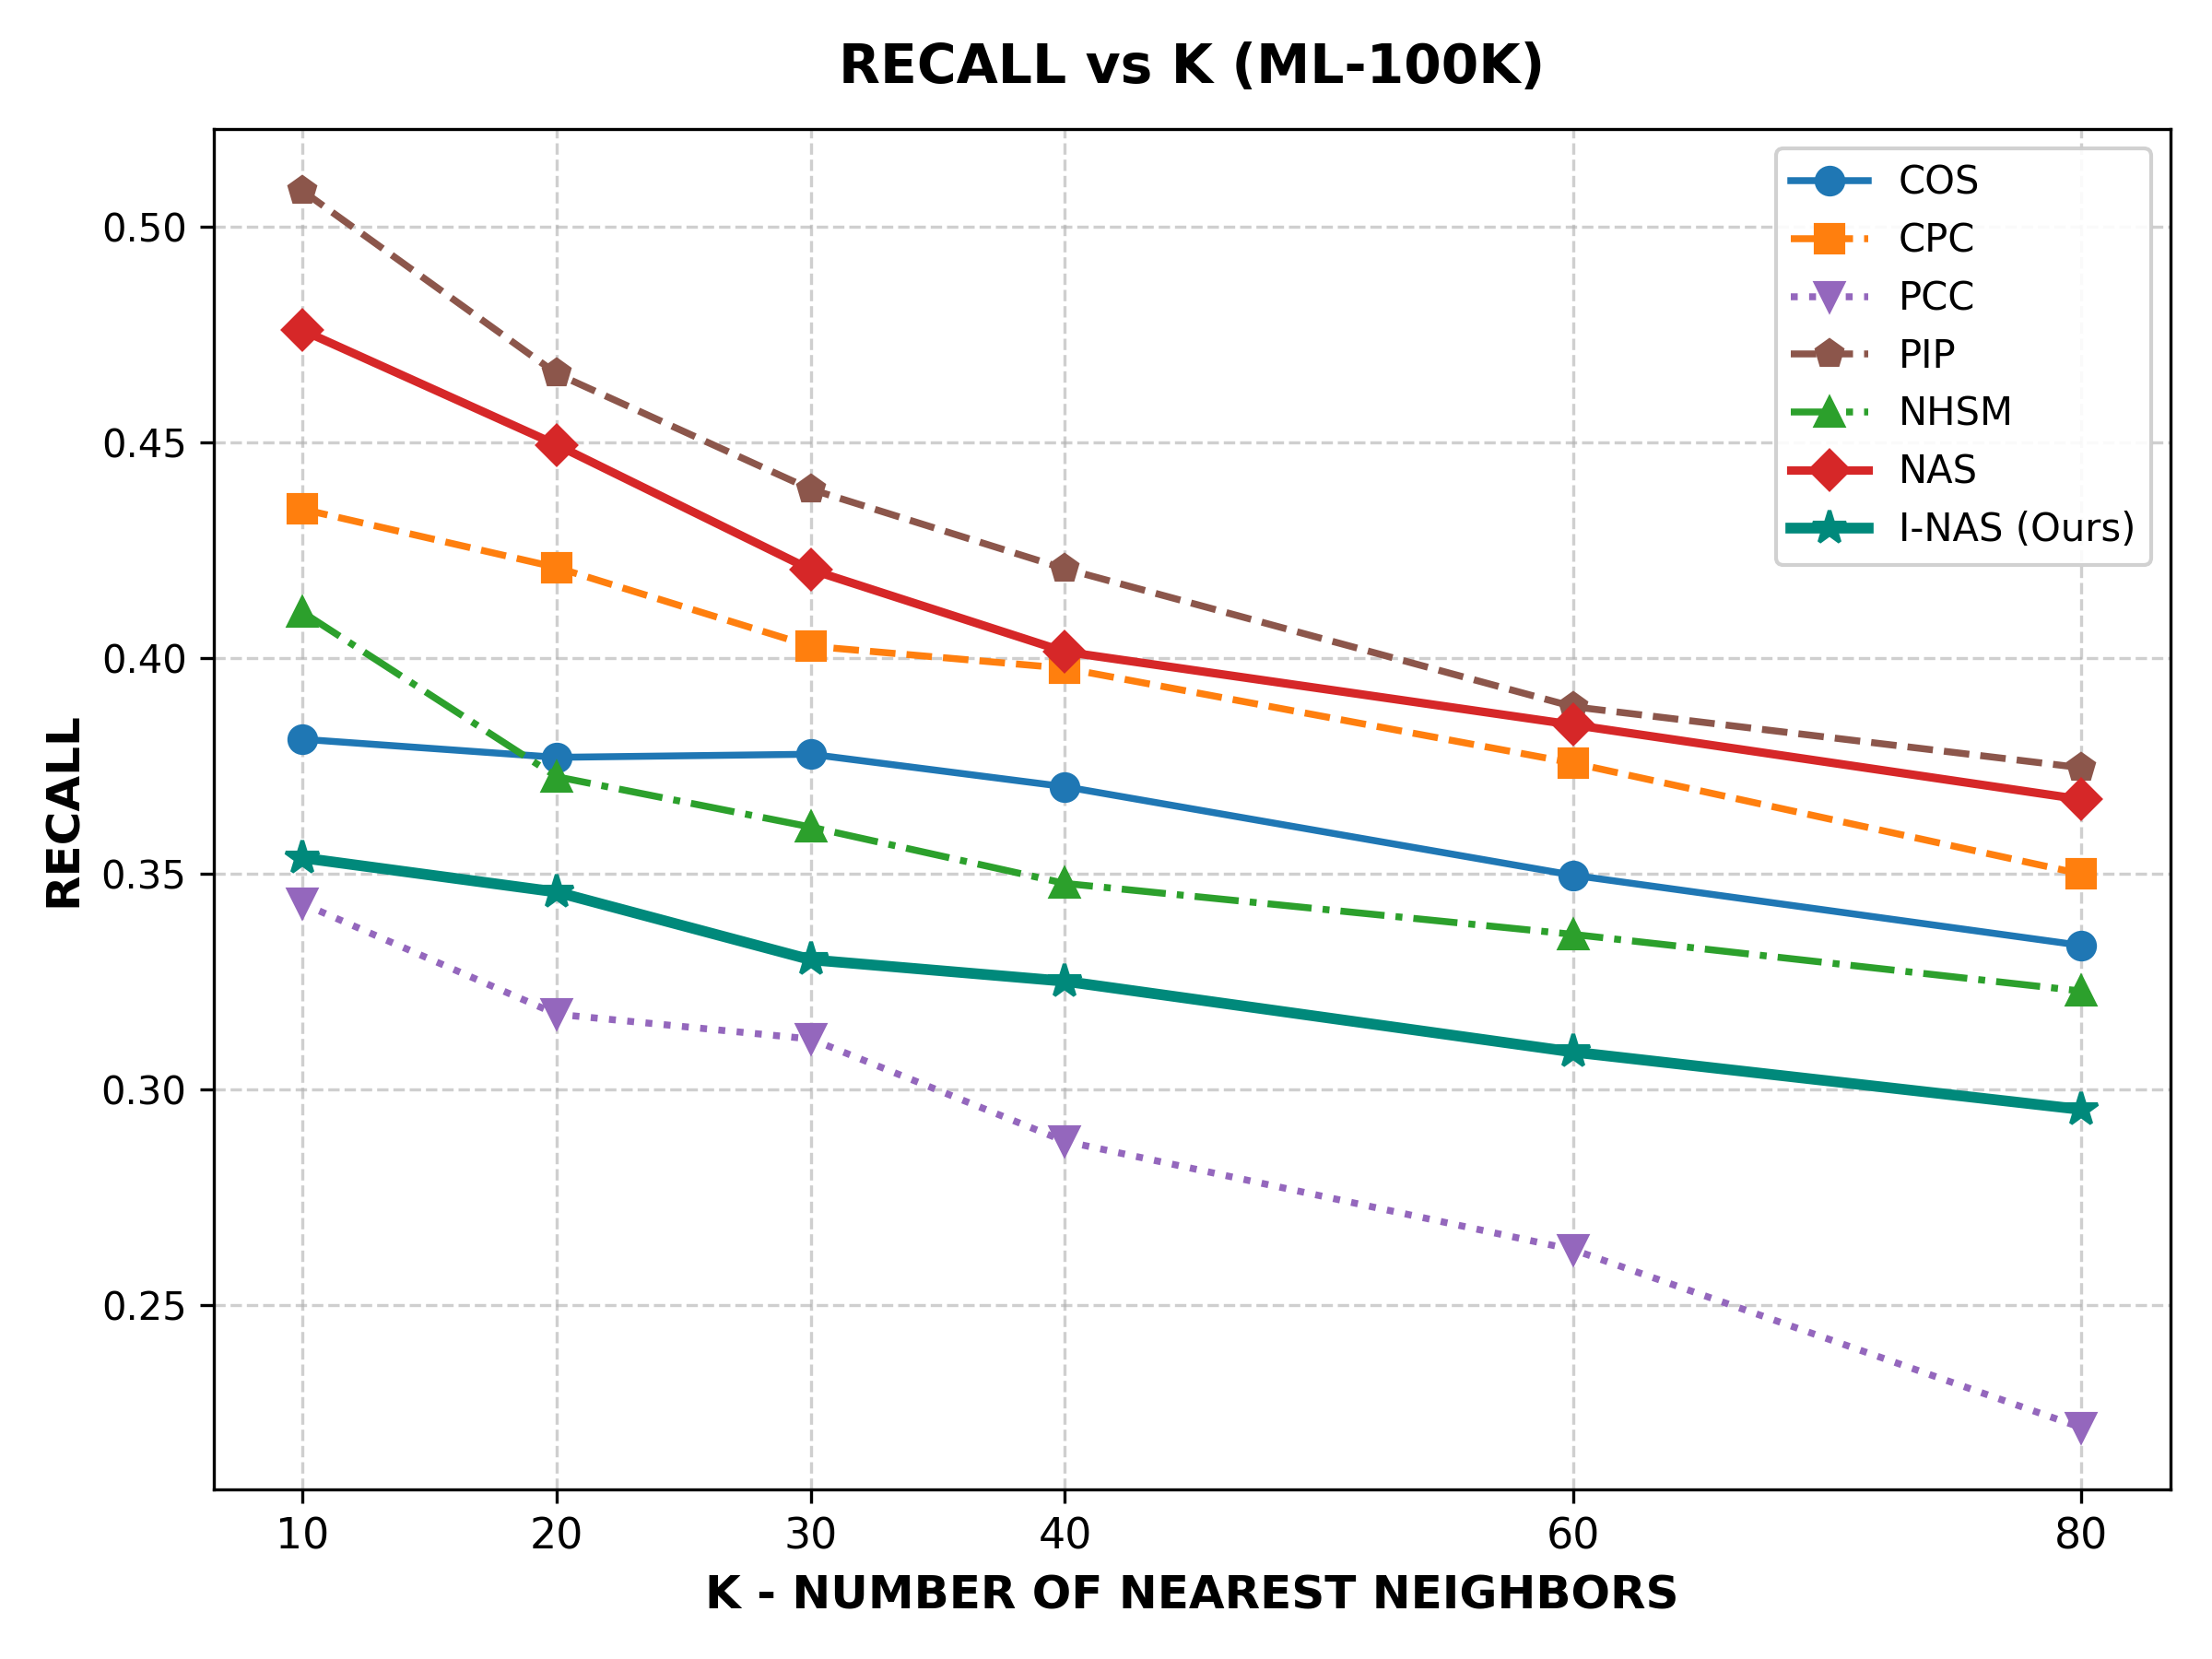 RECALL vs K (ML-100K)
RECALL
0.50
0.45
0.40
0.35
0.30
0.25
10 20 30 40 60 80
K - NUMBER OF NEAREST NEIGHBORS
COS
CPC
PCC
PIP
NHSM
NAS
I-NAS (Ours)